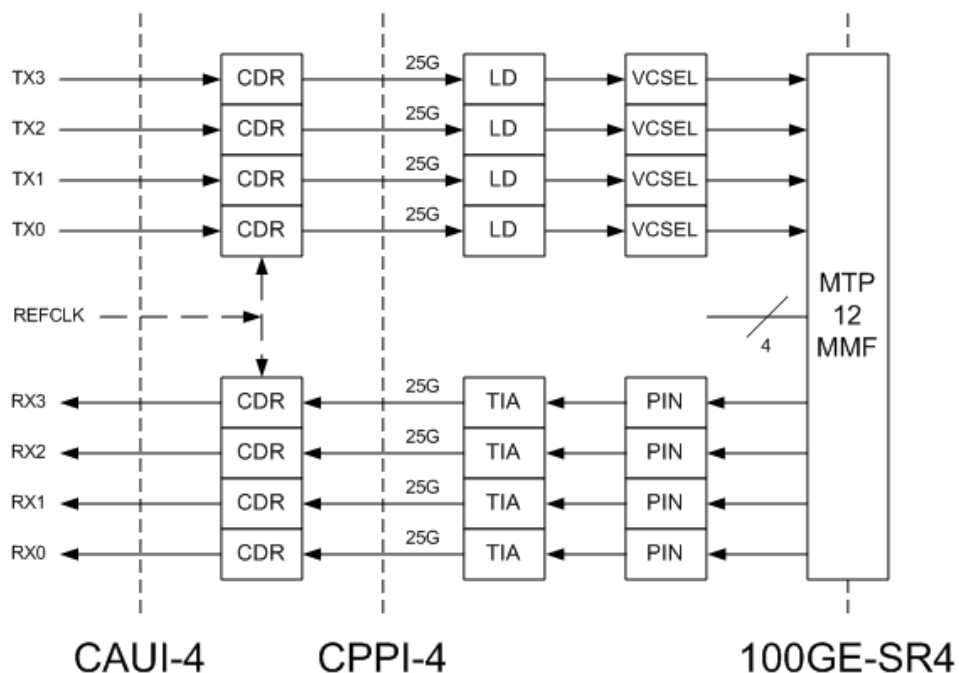 TX3 CDR 25G LD VCSEL
TX2 CDR 25G LD VCSEL
TX1 CDR 25G LD VCSEL
TX0 CDR 25G LD VCSEL
REFCLK
4
MTP
12
MMF
RX3 CDR 25G TIA PIN
RX2 CDR 25G TIA PIN
RX1 CDR 25G TIA PIN
RX0 CDR 25G TIA PIN
CAUI-4 CPPI-4 100GE-SR4